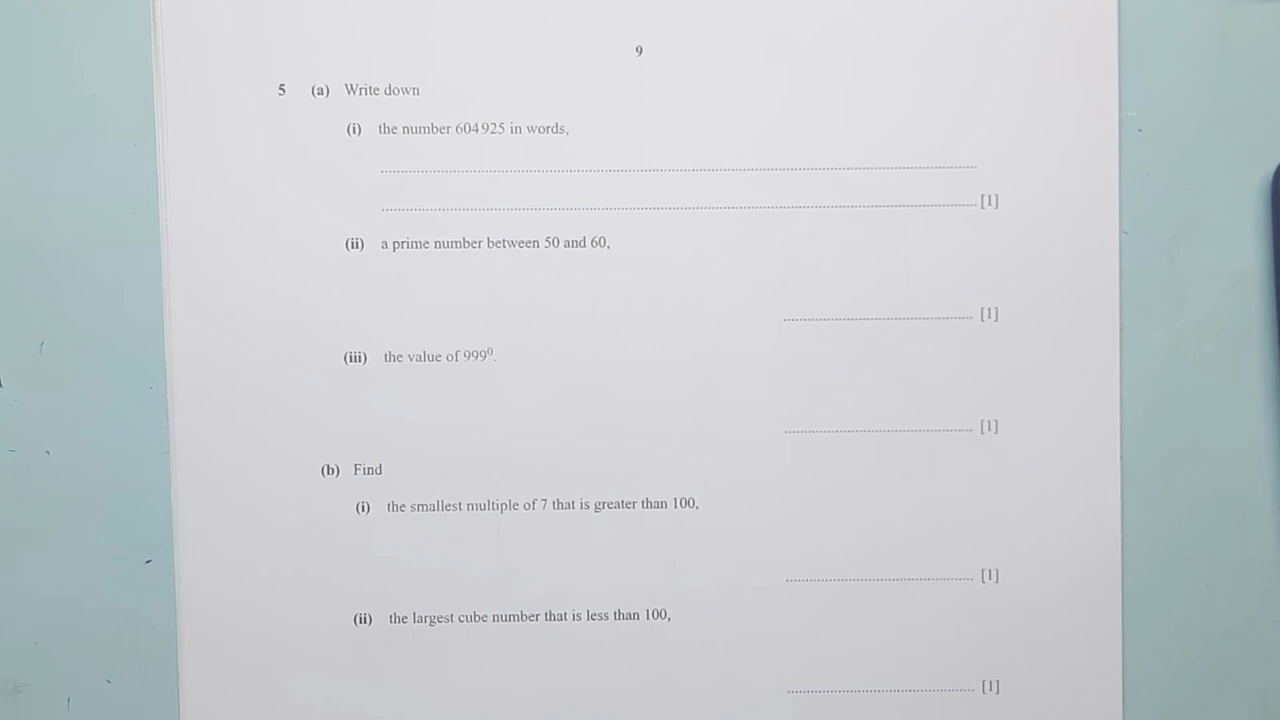 9
5 (a) Write down
(i) the number 604 925 in words,
[1]
(ii) a prime number between 50 and 60,
[1]
(iii) the value of 999⁰.
[1]
(b) Find
(i) the smallest multiple of 7 that is greater than 100,
[1]
(ii) the largest cube number that is less than 100,
[1]